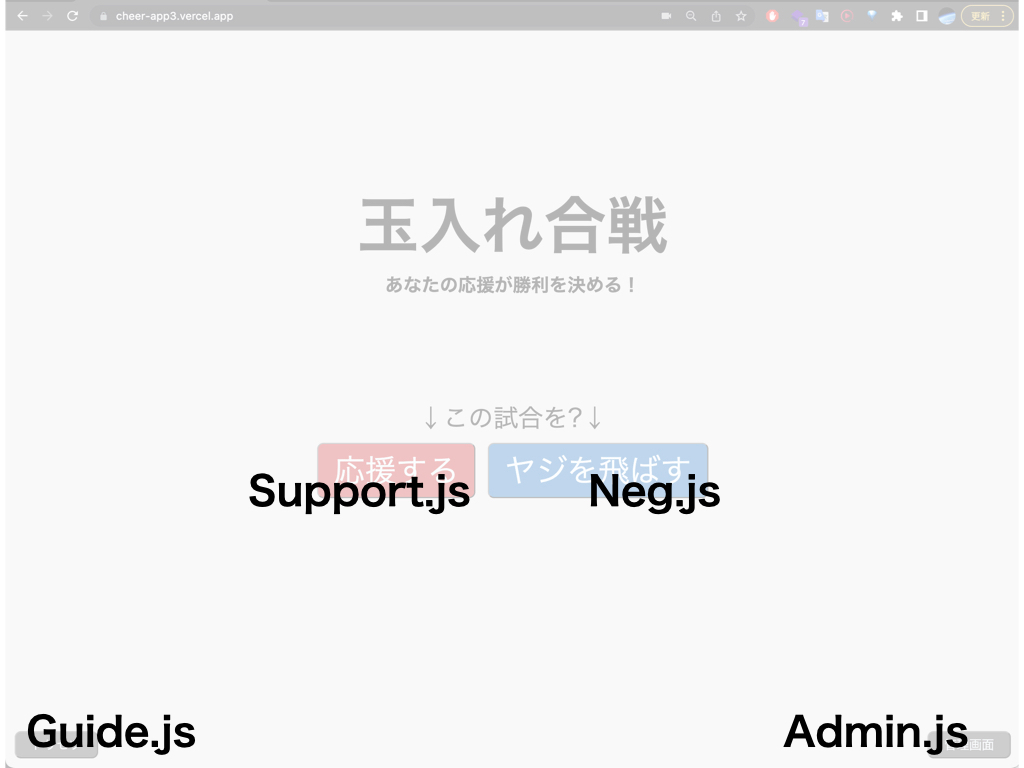 cheer-app3.vercel.app
更新
玉入れ合戦
あなたの応援が勝利を決める！
↓この試合を?↓
応援する ヤジを飛ばす
Support.js Neg.js
Guide.js Admin.js
画面